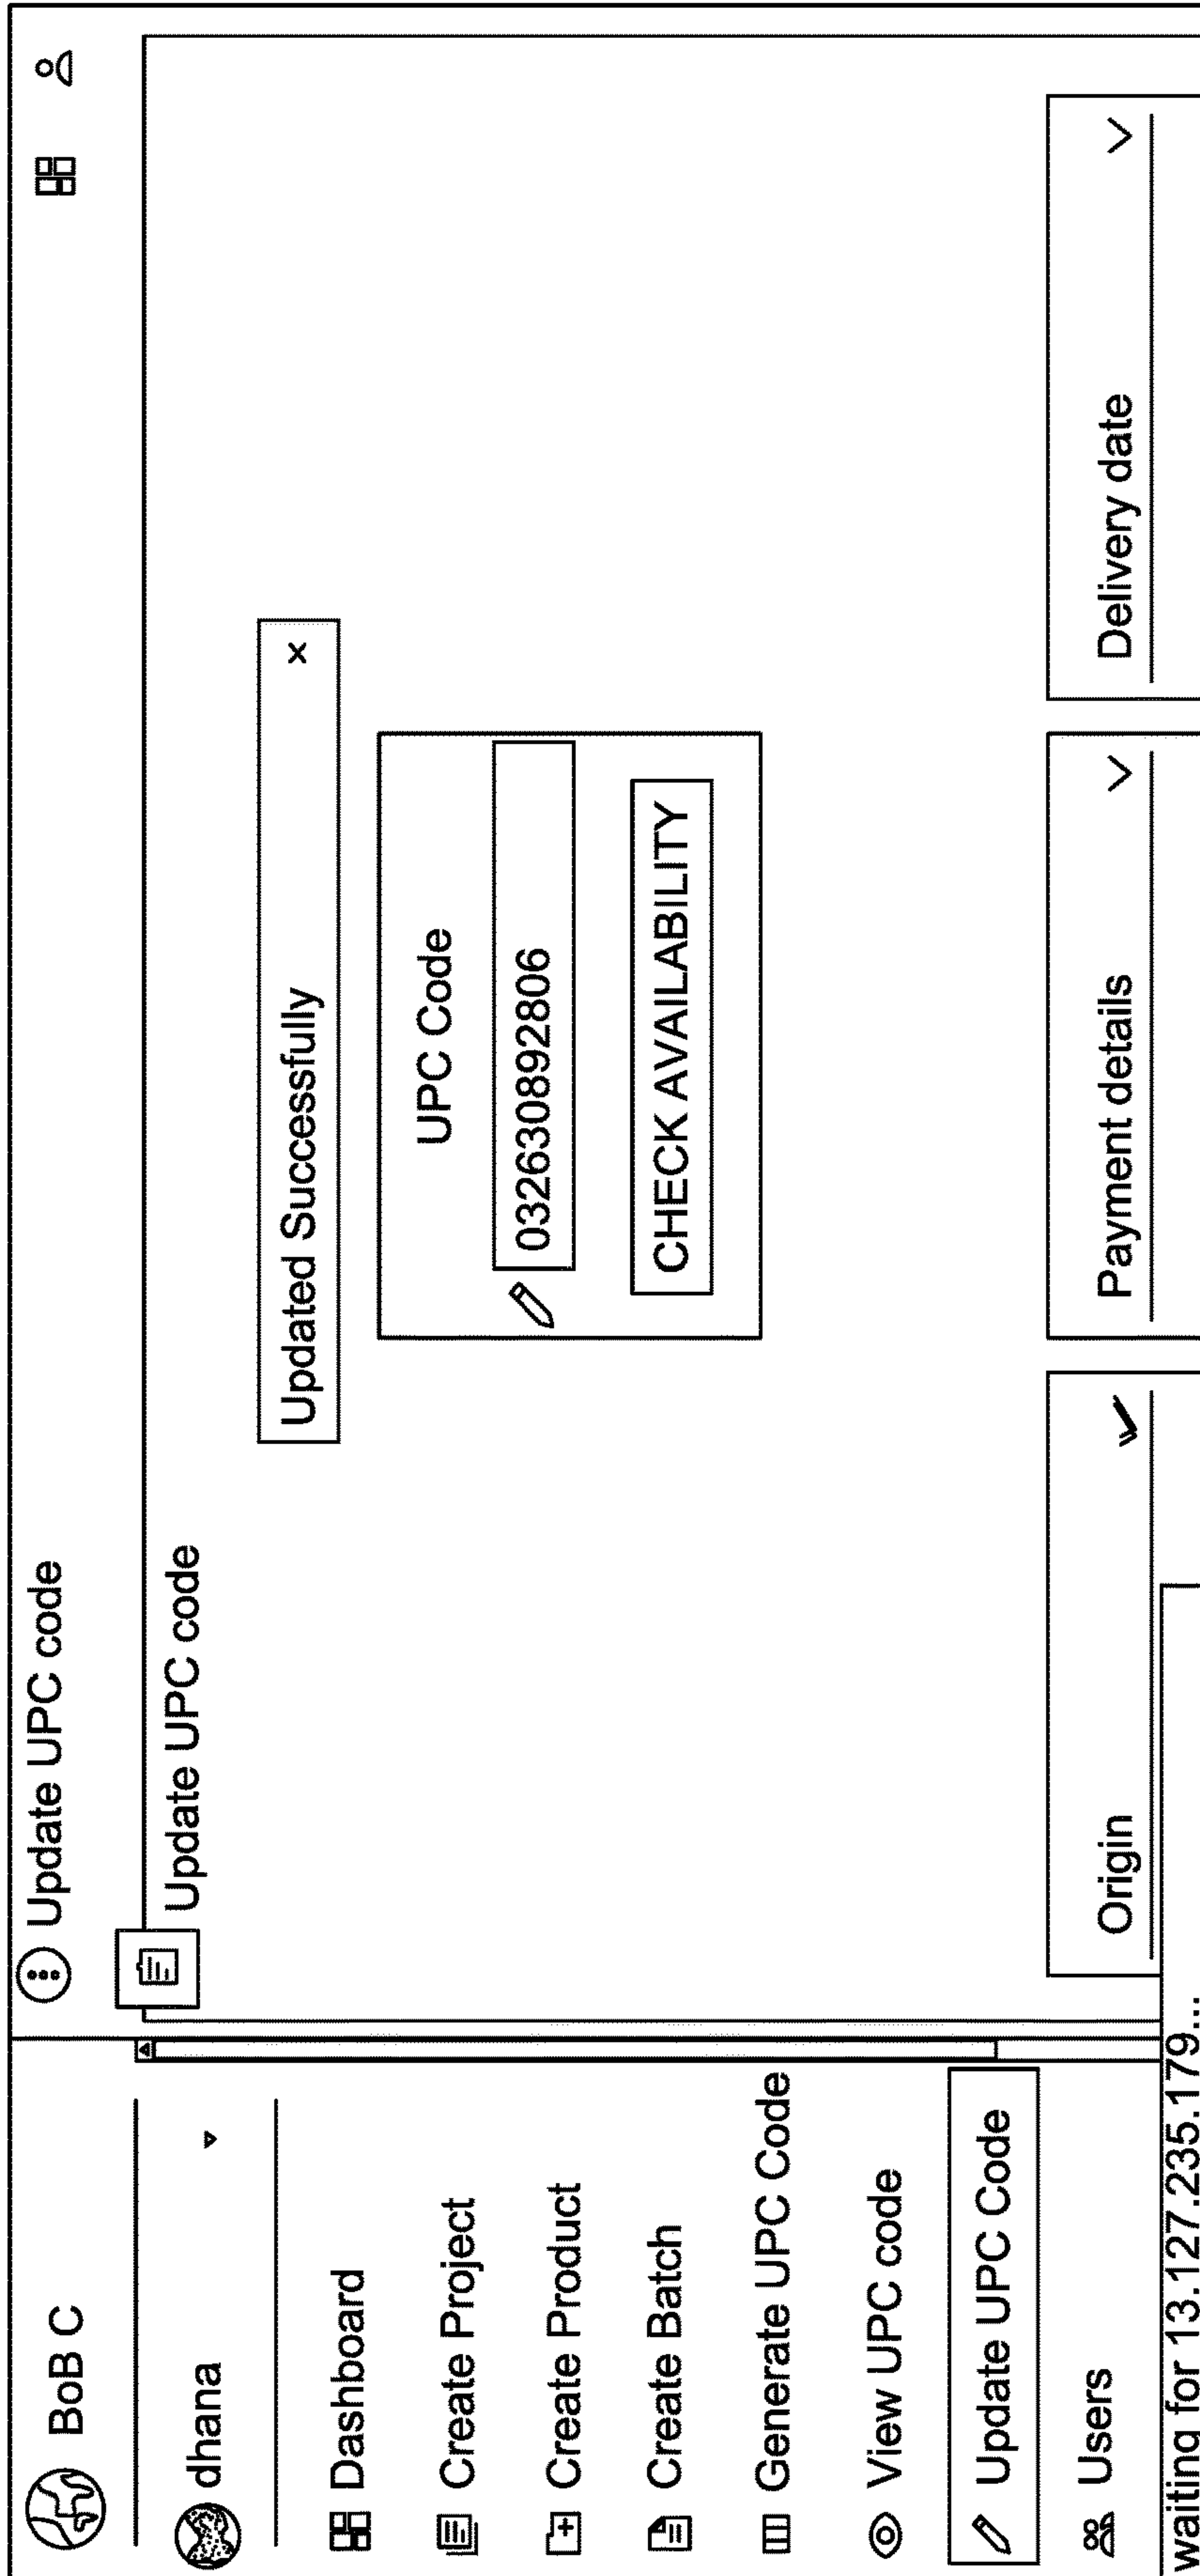 BoB C
dhana
Dashboard
Create Project
Create Product
Create Batch
Generate UPC Code
View UPC code
Update UPC Code
Users
waiting for 13.127.235.179...
Update UPC code
Update UPC code
Updated Successfully x
UPC Code
032630892806
CHECK AVAILABILITY
Origin
Payment details
Delivery date